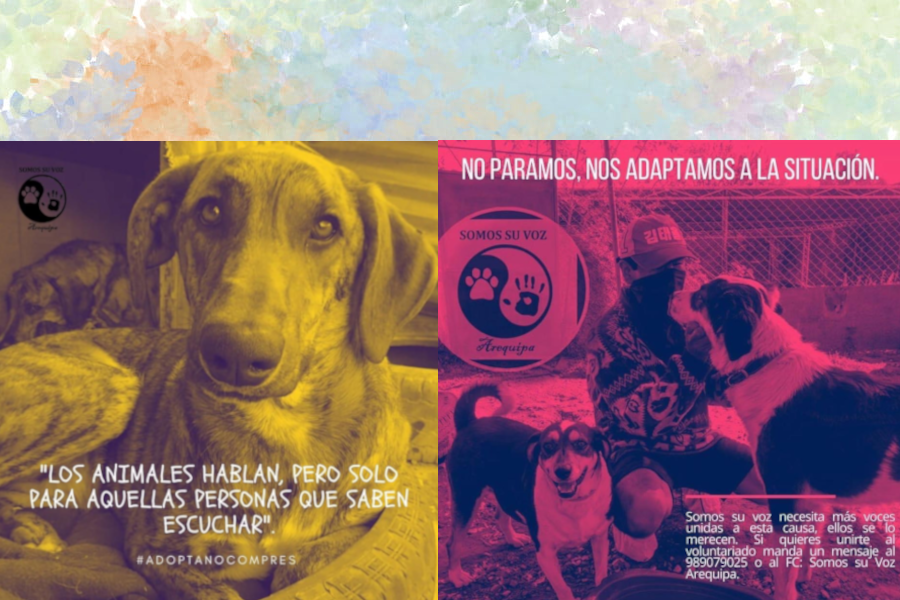 SOMOS SU VOZ
Arequipa
"LOS ANIMALES HABLAN, PERO SOLO
PARA AQUELLAS PERSONAS QUE SABEN
ESCUCHAR".
#ADOPTANOCOMPRES
NO PARAMOS, NOS ADAPTAMOS A LA SITUACIÓN.
SOMOS SU VOZ
Arequipa
Somos su voz necesita más voces
unidas a esta causa, ellos se lo
merecen. Si quieres unirte al
voluntariado manda un mensaje al
989079025 o al FC: Somos su Voz
Arequipa.